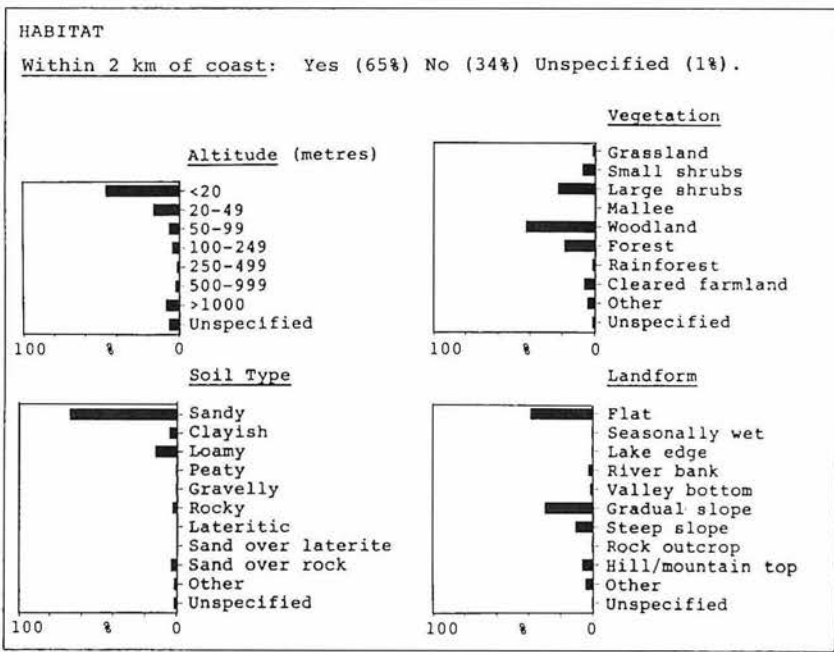 HABITAT
Within 2 km of coast: Yes (65%) No (34%) Unspecified (1%).
Altitude (metres)
<20
20-49
50-99
100-249
250-499
500-999
>1000
Unspecified
100 % 0
Vegetation
Grassland
Small shrubs
Large shrubs
Mallee
Woodland
Forest
Rainforest
Cleared farmland
Other
Unspecified
100 % 0
Soil Type
Sandy
Clayish
Loamy
Peaty
Gravelly
Rocky
Lateritic
Sand over laterite
Sand over rock
Other
Unspecified
100 % 0
Landform
Flat
Seasonally wet
Lake edge
River bank
Valley bottom
Gradual slope
Steep slope
Rock outcrop
Hill/mountain top
Other
Unspecified
100 % 0